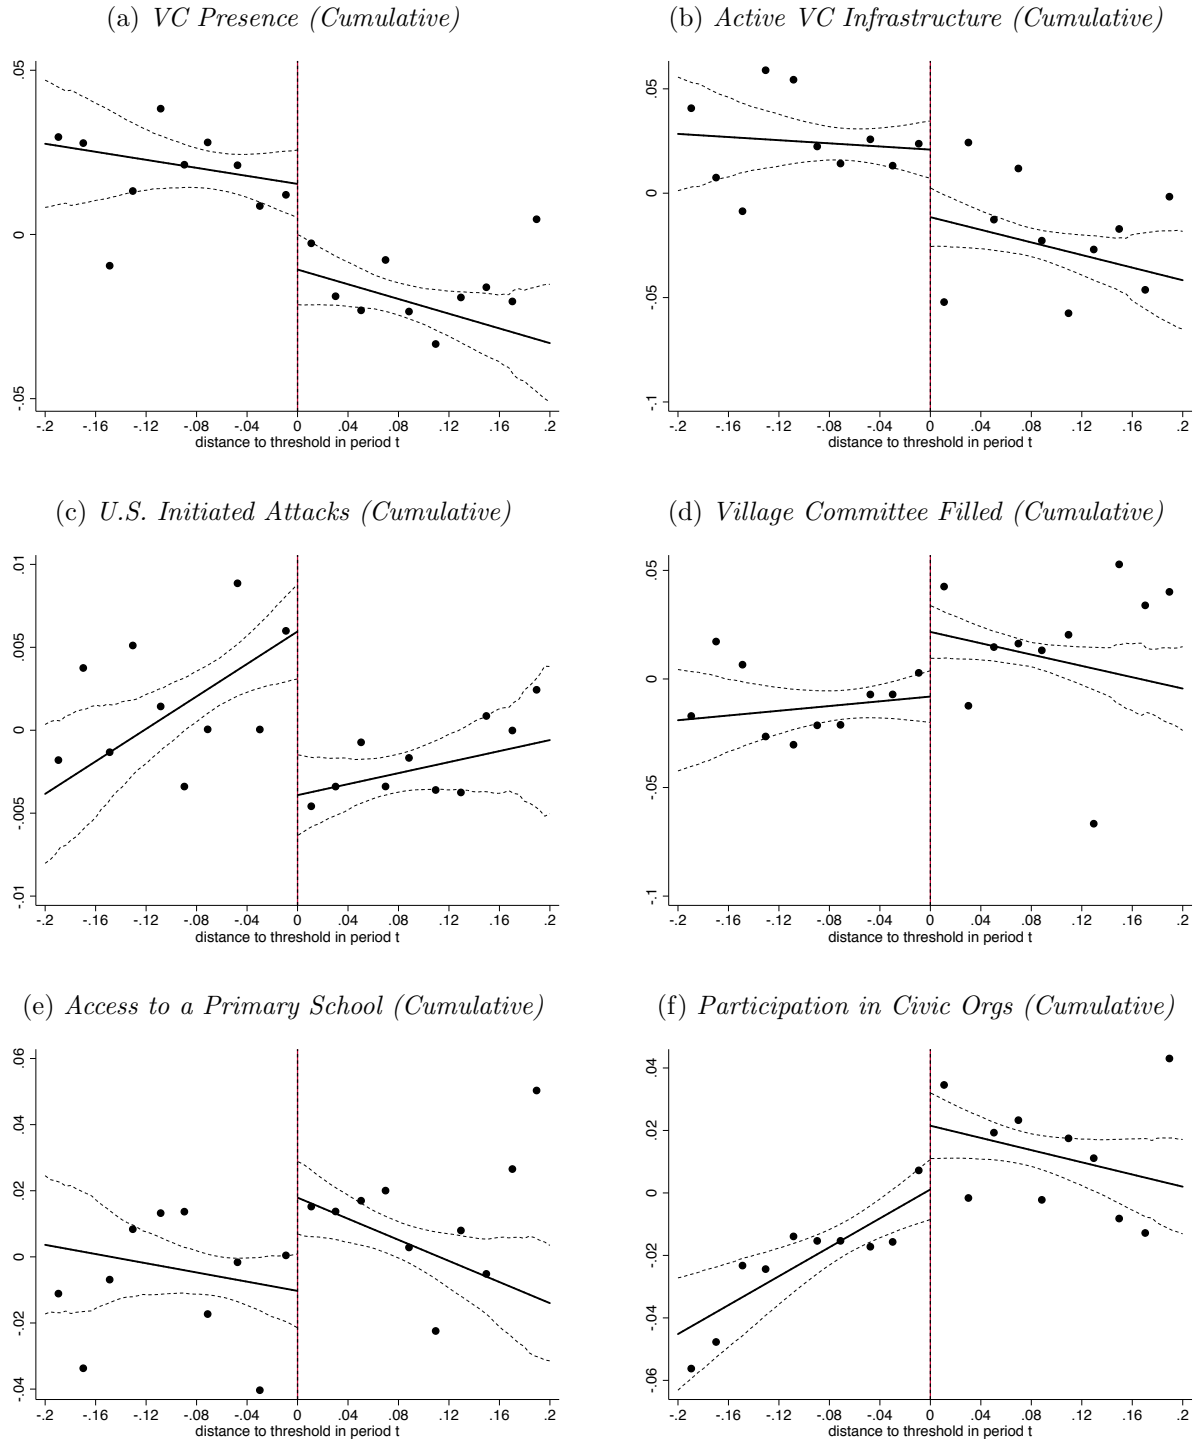 (a) VC Presence (Cumulative)
(b) Active VC Infrastructure (Cumulative)
.05
0
-.05
-.2 -.16 -.12 -.08 -.04 0 .04 .08 .12 .16 .2
distance to threshold in period t
.05
0
-.05
-.1
-.2 -.16 -.12 -.08 -.04 0 .04 .08 .12 .16 .2
distance to threshold in period t
(c) U.S. Initiated Attacks (Cumulative)
(d) Village Committee Filled (Cumulative)
.01
.005
0
-.005
-.01
-.2 -.16 -.12 -.08 -.04 0 .04 .08 .12 .16 .2
distance to threshold in period t
.05
0
-.05
-.1
-.2 -.16 -.12 -.08 -.04 0 .04 .08 .12 .16 .2
distance to threshold in period t
(e) Access to a Primary School (Cumulative)
(f) Participation in Civic Orgs (Cumulative)
.06
.04
.02
0
-.02
-.04
-.2 -.16 -.12 -.08 -.04 0 .04 .08 .12 .16 .2
distance to threshold in period t
.04
.02
0
-.02
-.04
-.06
-.2 -.16 -.12 -.08 -.04 0 .04 .08 .12 .16 .2
distance to threshold in period t